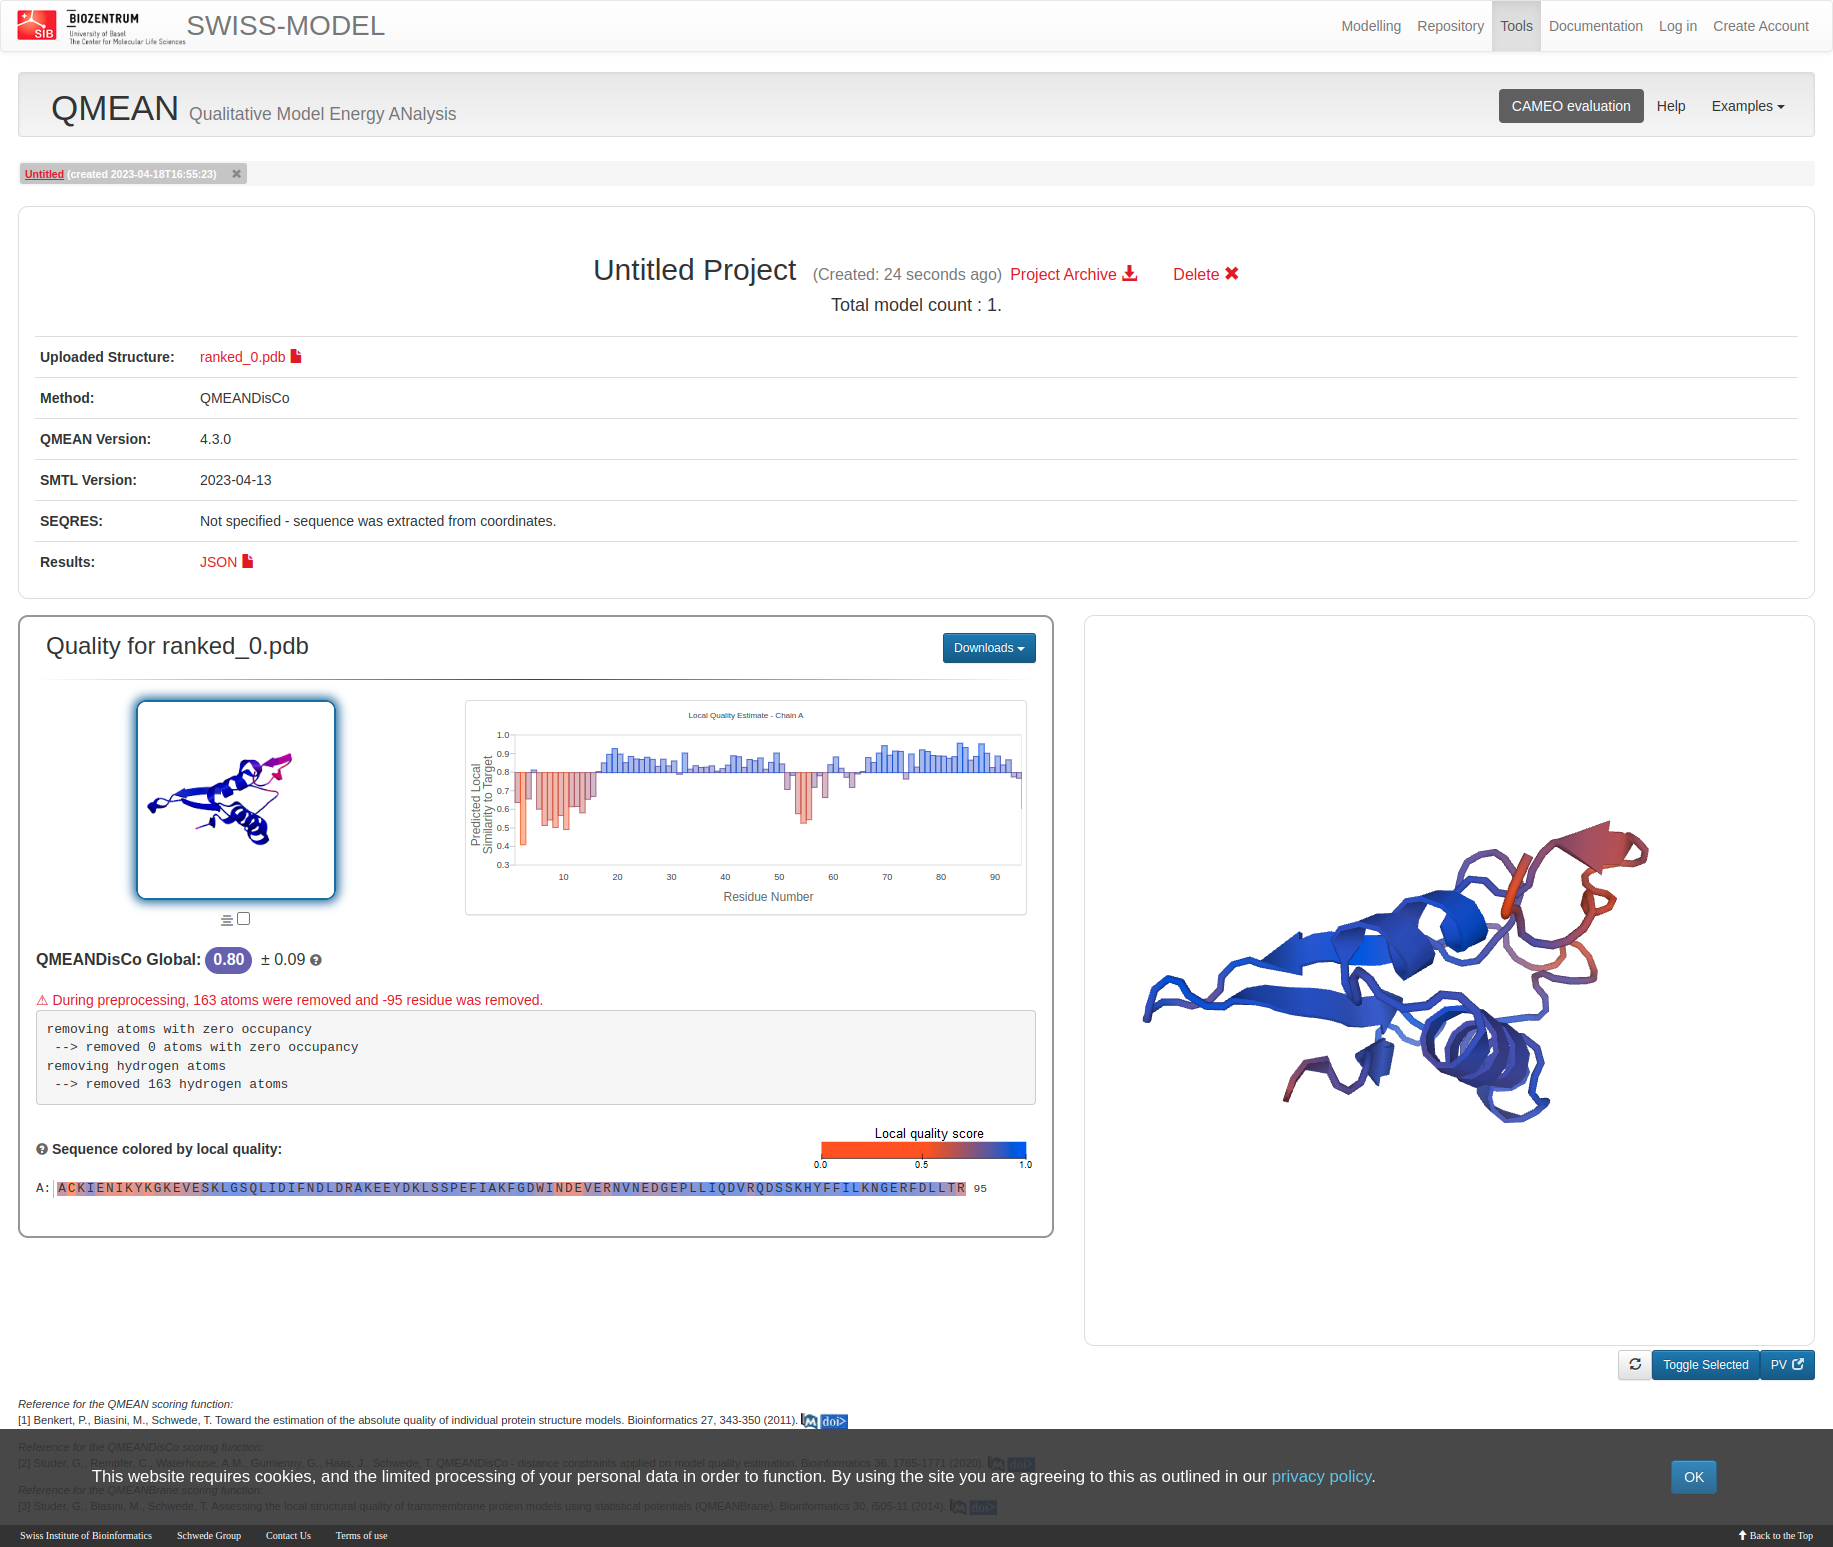 SIB
BIOZENTRUM
University of Basel
The Center for Molecular Life Sciences
SWISS-MODEL
Modelling Repository Tools Documentation Log in Create Account
QMEAN Qualitative Model Energy ANalysis
CAMEO evaluation Help Examples
Untitled (created 2023-04-18T16:55:23) ✖
Untitled Project (Created: 24 seconds ago) Project Archive Delete ✖
Total model count : 1.
Uploaded Structure: ranked_0.pdb
Method: QMEANDisCo
QMEAN Version: 4.3.0
SMTL Version: 2023-04-13
SEQRES: Not specified - sequence was extracted from coordinates.
Results: JSON
Quality for ranked_0.pdb
Downloads
Local Quality Estimate - Chain A
Predicted Local
Similarity to Target
1.0
0.9
0.8
0.7
0.6
0.5
0.4
0.3
10 20 30 40 50 60 70 80 90
Residue Number
QMEANDisCo Global: 0.80 ± 0.09 ?
⚠ During preprocessing, 163 atoms were removed and -95 residue was removed.
removing atoms with zero occupancy
--> removed 0 atoms with zero occupancy
removing hydrogen atoms
--> removed 163 hydrogen atoms
Local quality score
0.0 0.5 1.0
? Sequence colored by local quality:
A: ACKIENIKYKGKEVESKLGSQLIDIFNDLDRAKEEYDKLSSPEFIAKFGDWINDEVERNVNEDGEPLLIQDVRQDSSKHYFFILKNGERFDLLTR 95
Toggle Selected PV
Reference for the QMEAN scoring function:
[1] Benkert, P., Biasini, M., Schwede, T. Toward the estimation of the absolute quality of individual protein structure models. Bioinformatics 27, 343-350 (2011). M doi>
Reference for the QMEANDisCo scoring function:
[2] Studer, G., Rempfer, C., Waterhouse, A.M., Gumienny, G., Haas, J., Schwede, T. QMEANDisCo - distance constraints applied on model quality estimation. Bioinformatics 36, 1765-1771 (2020). M doi>
This website requires cookies, and the limited processing of your personal data in order to function. By using the site you are agreeing to this as outlined in our privacy policy.
OK
Reference for the QMEANBrane scoring function:
[3] Studer, G., Biasini, M., Schwede, T. Assessing the local structural quality of transmembrane protein models using statistical potentials (QMEANBrane). Bioinformatics 30, i505-11 (2014). M doi>
Swiss Institute of Bioinformatics Schwede Group Contact Us Terms of use
Back to the Top